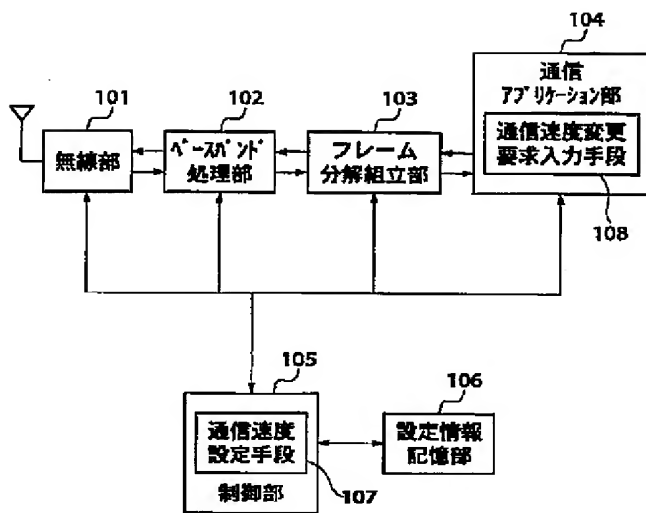 104
通信
アプリケーション部
通信速度変更
要求入力手段
108
101
無線部
102
ベースバンド
処理部
103
フレーム
分解組立部
105
通信速度
設定手段
107
制御部
106
設定情報
記憶部